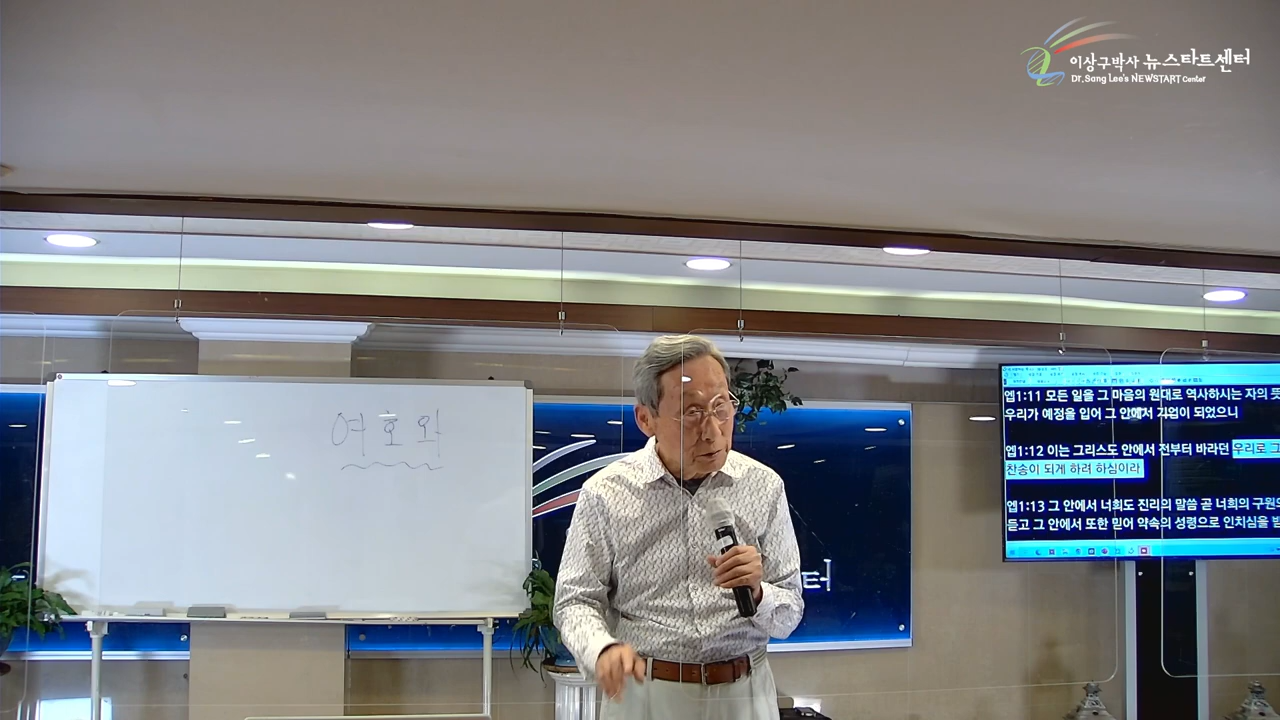 이상구박사 뉴스타트센터
Dr. Sang Lee's NEWSTART Center
여호와
엡1:11 모든 일을 그 마음의 원대로 역사하시는 자의 뜻
우리가 예정을 입어 그 안에서 기업이 되었으니
엡1:12 이는 그리스도 안에서 전부터 바라던 우리로 그
찬송이 되게 하려 하심이라
엡1:13 그 안에서 너희도 진리의 말씀 곧 너희의 구원의
듣고 그 안에서 또한 믿어 약속의 성령으로 인치심을 받
터